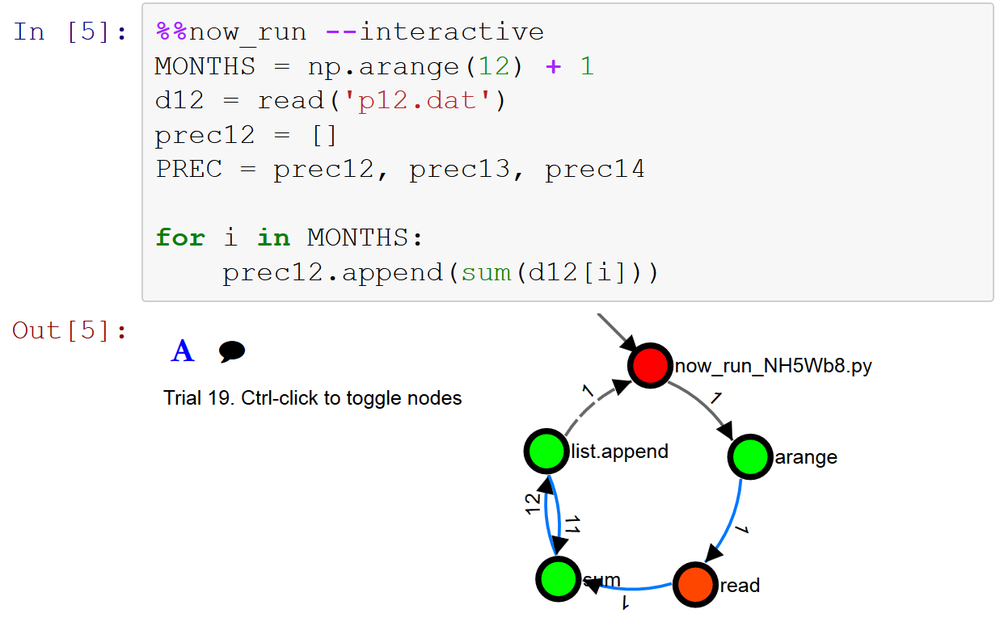 In [5]:
%%now_run --interactive
MONTHS = np.arange(12) + 1
d12 = read('p12.dat')
prec12 = []
PREC = prec12, prec13, prec14
for i in MONTHS:
    prec12.append(sum(d12[i]))
Out[5]:
A
Trial 19. Ctrl-click to toggle nodes
now_run_NH5Wb8.py
1
1
list.append
arange
12
11
1
sum
read
1